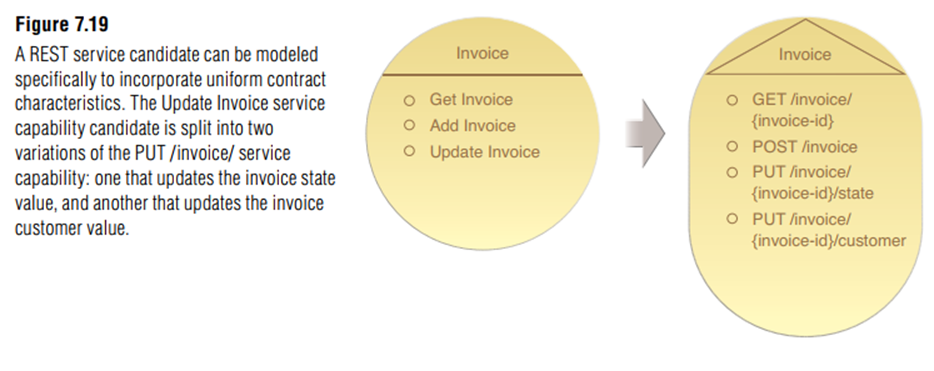 Figure 7.19
A REST service candidate can be modeled
specifically to incorporate uniform contract
characteristics. The Update Invoice service
capability candidate is split into two
variations of the PUT /invoice/ service
capability: one that updates the invoice state
value, and another that updates the invoice
customer value.
Invoice
Get Invoice
Add Invoice
Update Invoice
Invoice
GET /invoice/
{invoice-id}
POST /invoice
PUT /invoice/
{invoice-id}/state
PUT /invoice/
{invoice-id}/customer